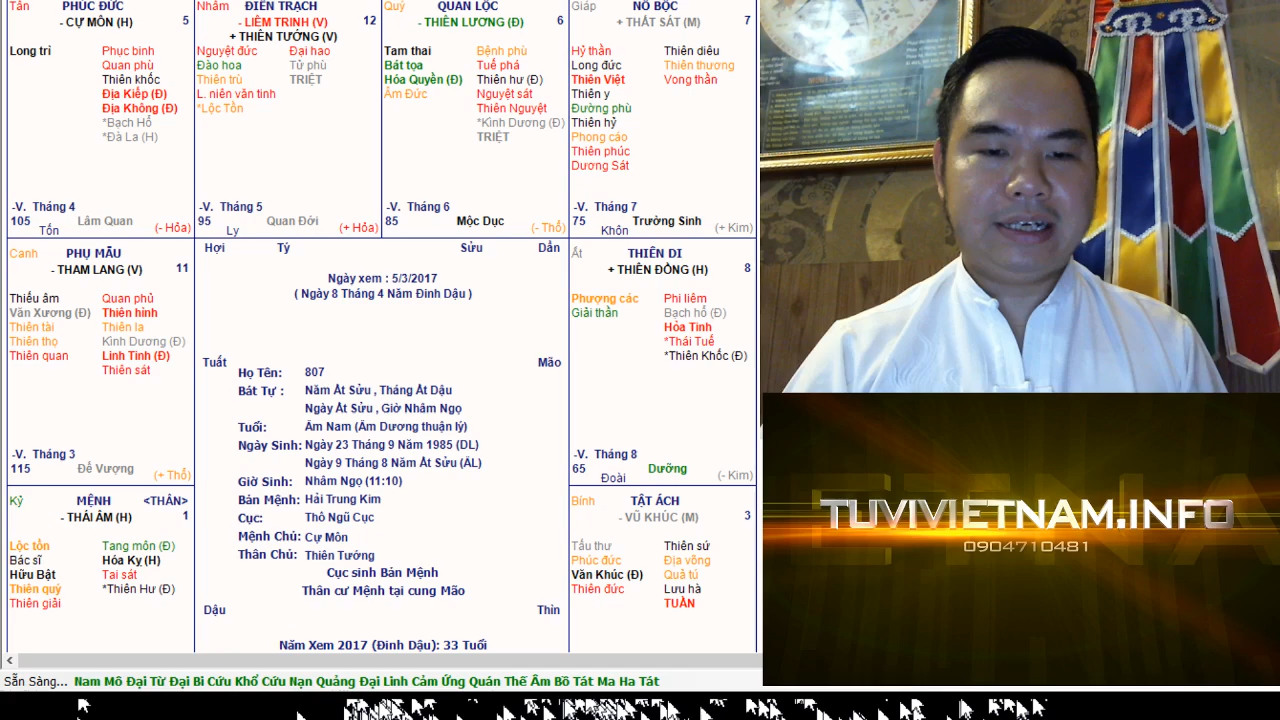 Tân PHÚC ĐỨC
- CỰ MÔN (H) 5
Long trì
Phục binh
Quan phù
Thiên khốc
Địa Kiếp (Đ)
Địa Không (Đ)
*Bạch Hổ
*Đà La (H)
-V. Tháng 4
105 Lâm Quan (- Hỏa)
Tốn
Nhâm ĐIỀN TRẠCH
- LIÊM TRINH (V) 12
+ THIÊN TƯỚNG (V)
Nguyệt đức
Đào hoa
Thiên trù
L. niên văn tinh
*Lộc Tồn
Đại hao
Tử phù
TRIỆT
-V. Tháng 5
95 Quan Đới (+ Hỏa)
Ly
Quý QUAN LỘC
- THIÊN LƯƠNG (Đ) 6
Tam thai
Bát tọa
Hóa Quyền (Đ)
Âm Đức
Bệnh phù
Tuế phá
Thiên hư (Đ)
Nguyệt sát
Thiên Nguyệt
*Kình Dương (Đ)
TRIỆT
-V. Tháng 6
85 Mộc Dục (- Thổ)
Giáp NÔ BỘC
+ THẤT SÁT (M) 7
Hỷ thần
Long đức
Thiên Việt
Thiên y
Đường phù
Thiên hỷ
Phong cáo
Thiên phúc
Dương Sát
Thiên diêu
Thiên thương
Vong thần
-V. Tháng 7
75 Trường Sinh (+ Kim)
Khôn
Canh PHỤ MẪU
- THAM LANG (V) 11
Thiếu âm
Văn Xương (Đ)
Thiên tài
Thiên thọ
Thiên quan
Quan phủ
Thiên hình
Thiên la
Kình Dương (Đ)
Linh Tinh (Đ)
Thiên sát
-V. Tháng 3
115 Đế Vượng (+ Thổ)
Hợi Tý Sửu Dần
Ngày xem : 5/3/2017
( Ngày 8 Tháng 4 Năm Đinh Dậu )
Tuất Mão
Họ Tên: 807
Bát Tự : Năm Ất Sửu , Tháng Ất Dậu
Ngày Ất Sửu , Giờ Nhâm Ngọ
Tuổi: Âm Nam (Âm Dương thuận lý)
Ngày Sinh: Ngày 23 Tháng 9 Năm 1985 (DL)
Ngày 9 Tháng 8 Năm Ất Sửu (ÂL)
Giờ Sinh: Nhâm Ngọ (11:10)
Bản Mệnh: Hải Trung Kim
Cục: Thổ Ngũ Cục
Mệnh Chủ: Cự Môn
Thân Chủ: Thiên Tướng
Cục sinh Bản Mệnh
Thân cư Mệnh tại cung Mão
Dậu Thìn
Năm Xem 2017 (Đinh Dậu): 33 Tuổi
Ất THIÊN DI
+ THIÊN ĐỒNG (H) 8
Phượng các
Giải thần
Phi liêm
Bạch hổ (Đ)
Hỏa Tinh
*Thái Tuế
*Thiên Khốc (Đ)
-V. Tháng 8
65 Dưỡng (- Kim)
Đoài
Kỷ MỆNH <THÂN>
- THÁI ÂM (H) 1
Lộc tồn
Bác sĩ
Hữu Bật
Thiên quý
Thiên giải
Tang môn (Đ)
Hóa Kỵ (H)
Tai sát
*Thiên Hư (Đ)
Bính TẬT ÁCH
- VŨ KHÚC (M) 3
Tấu thư
Phúc đức
Văn Khúc (Đ)
Thiên đức
Thiên sứ
Địa võng
Quả tú
Lưu hà
TUẦN
Sẵn Sàng... Nam Mô Đại Từ Đại Bi Cứu Khổ Cứu Nạn Quảng Đại Linh Cảm Ứng Quán Thế Âm Bồ Tát Ma Ha Tát
TUVIVIETNAM.INFO
0904710481